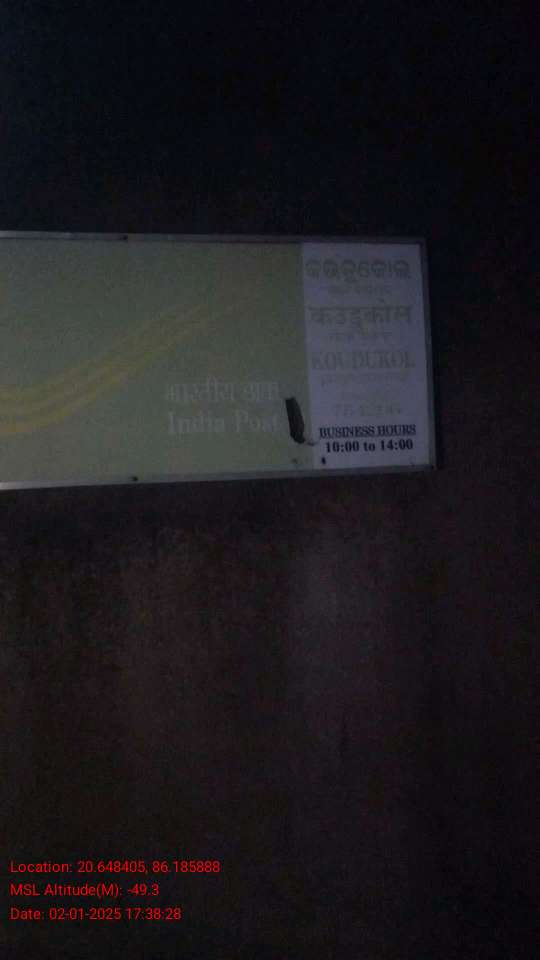 भारतीय डाक
India Post
କଉଡୁକୋଲ
कउडुकोल
KOUDUKOL
BUSINESS HOURS
10:00 to 14:00
Location: 20.648405, 86.185888
MSL Altitude(M): -49.3
Date: 02-01-2025 17:38:28